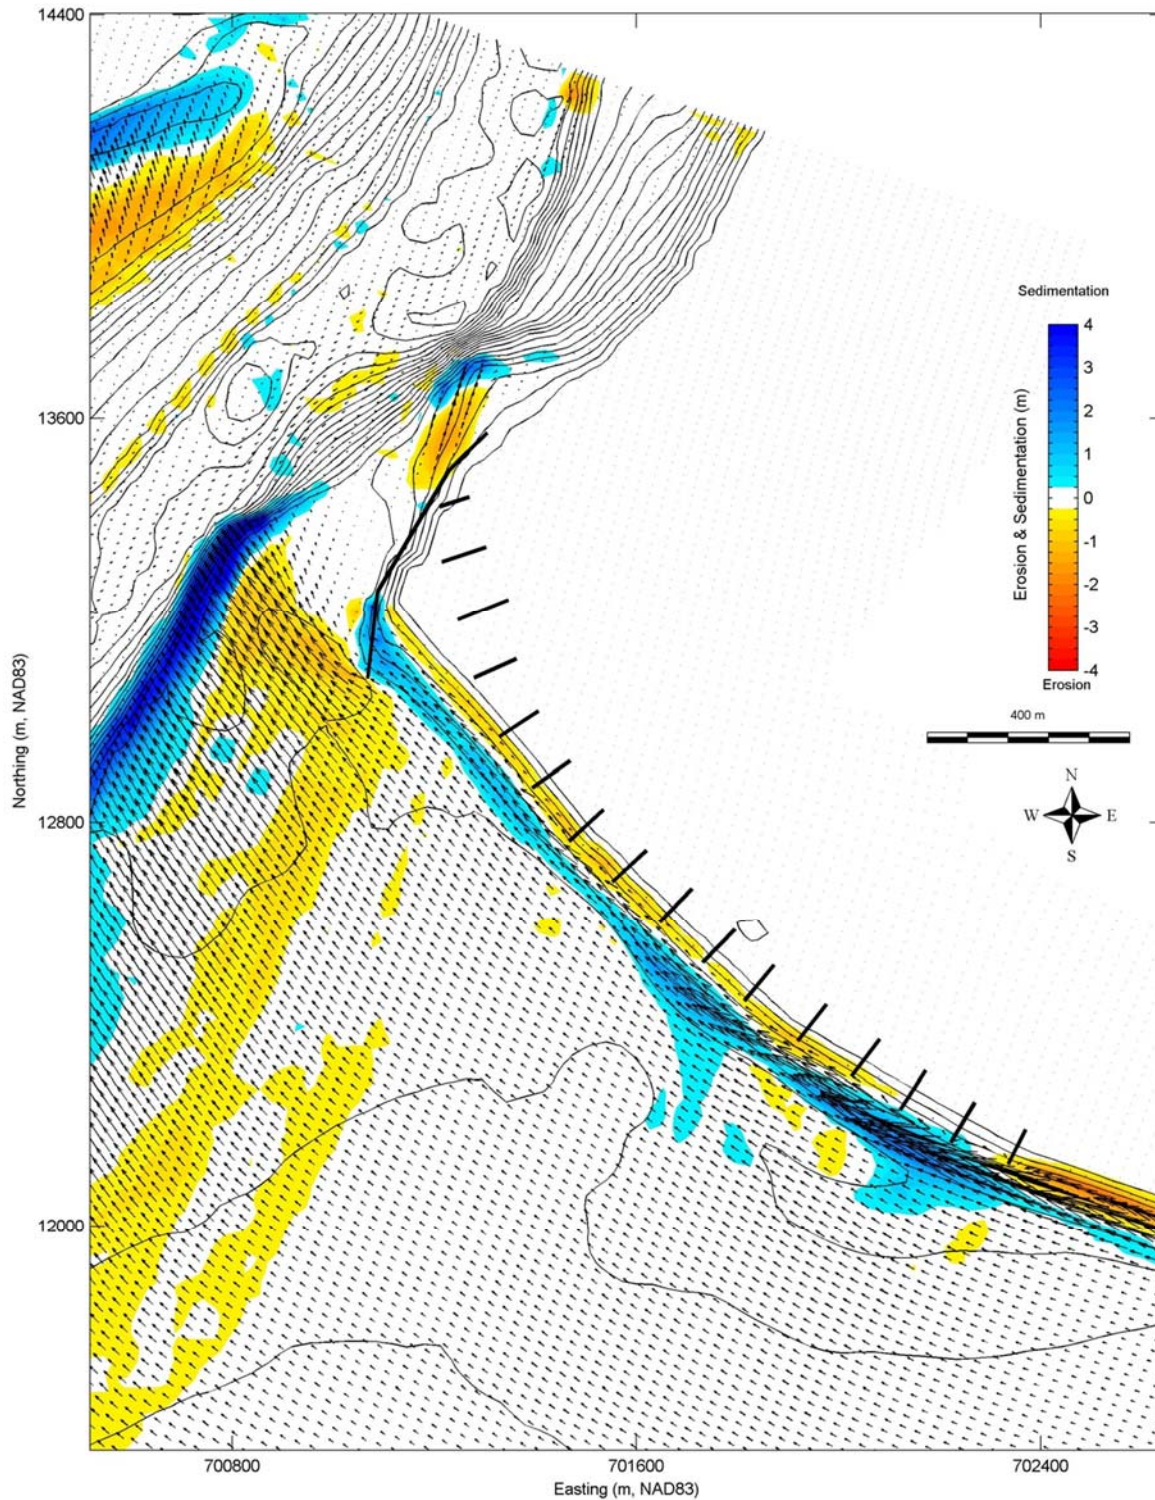 14400
Sedimentation
4
3
2
1
0
-1
-2
-3
-4
Erosion & Sedimentation (m)
Erosion
13600
400 m
N
W E
S
Northing (m, NAD83)
12800
12000
700800 701600 702400
Easting (m, NAD83)